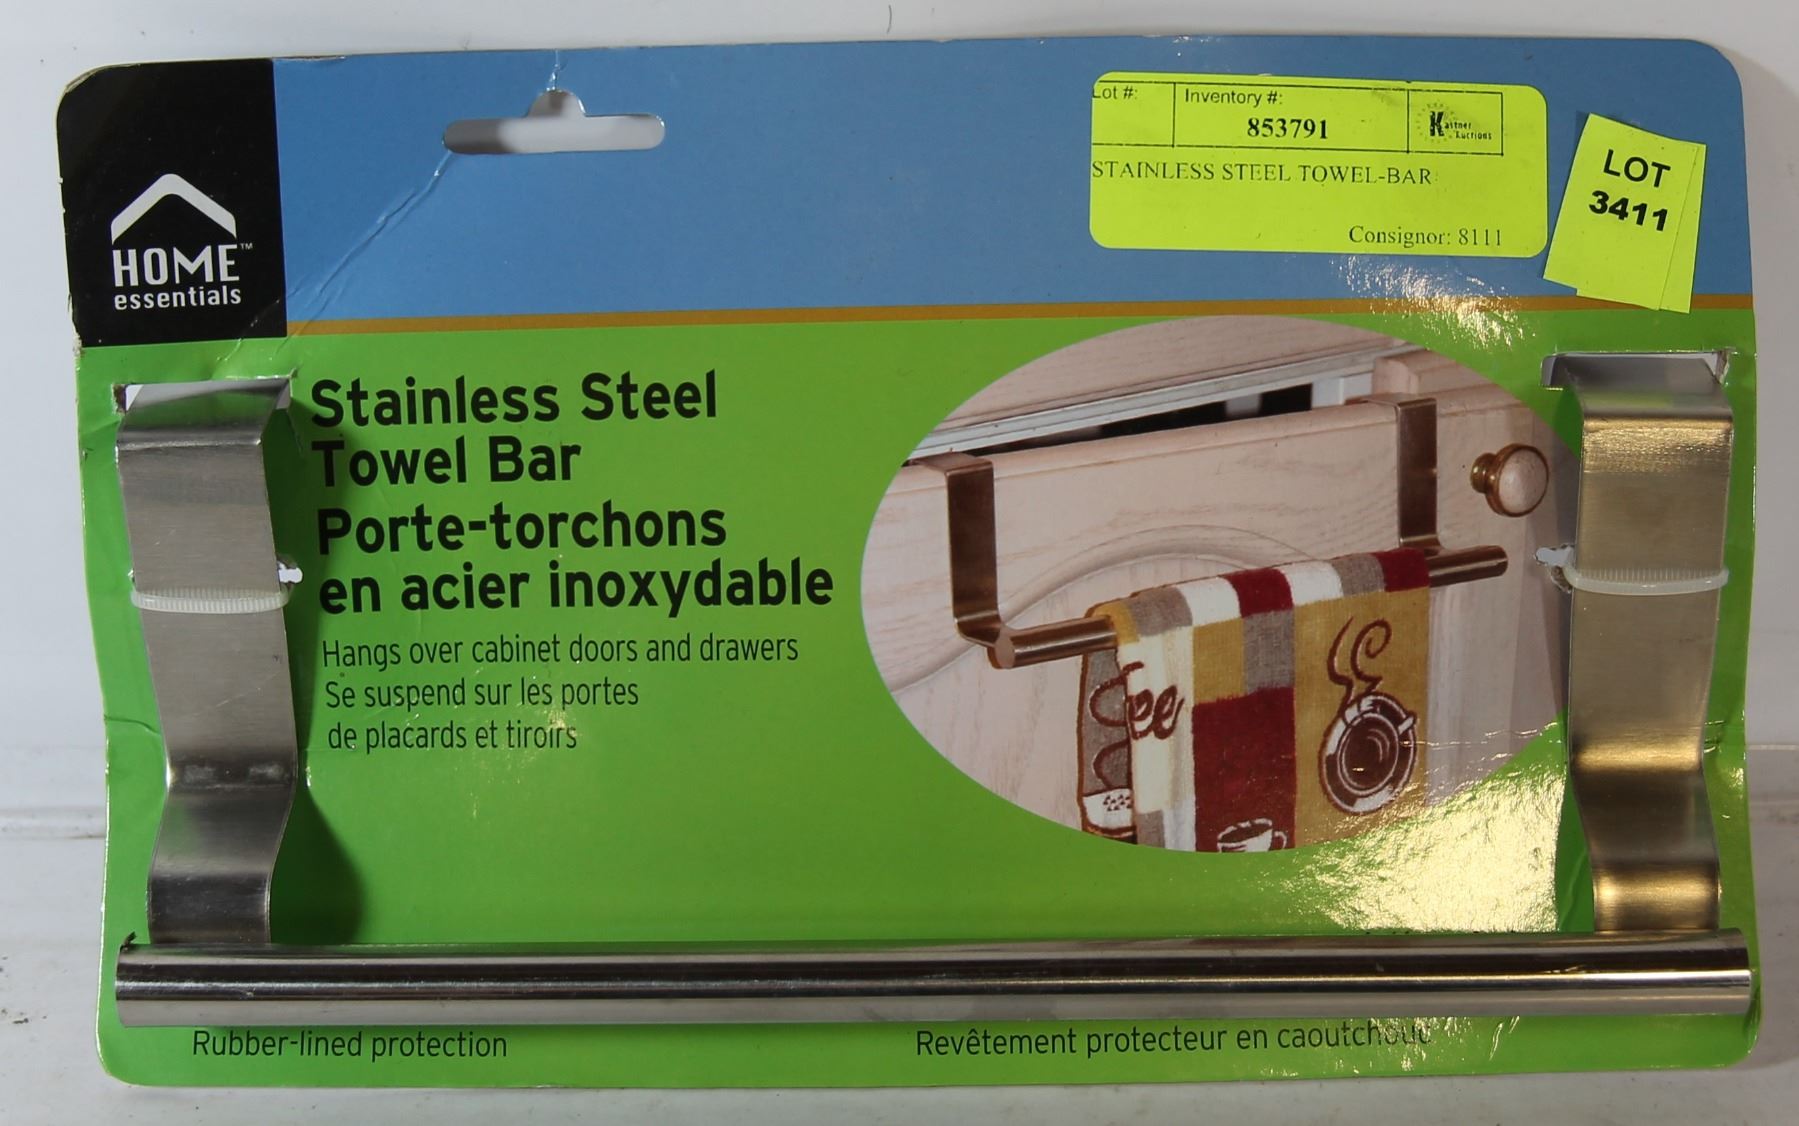 HOME™
essentials
Lot #:
Inventory #:
853791
Kastner
Auctions
STAINLESS STEEL TOWEL-BAR
Consignor: 8111
LOT
3411
Stainless Steel
Towel Bar
Porte-torchons
en acier inoxydable
Hangs over cabinet doors and drawers
Se suspend sur les portes
de placards et tiroirs
ee
Rubber-lined protection
Revêtement protecteur en caoutchouc